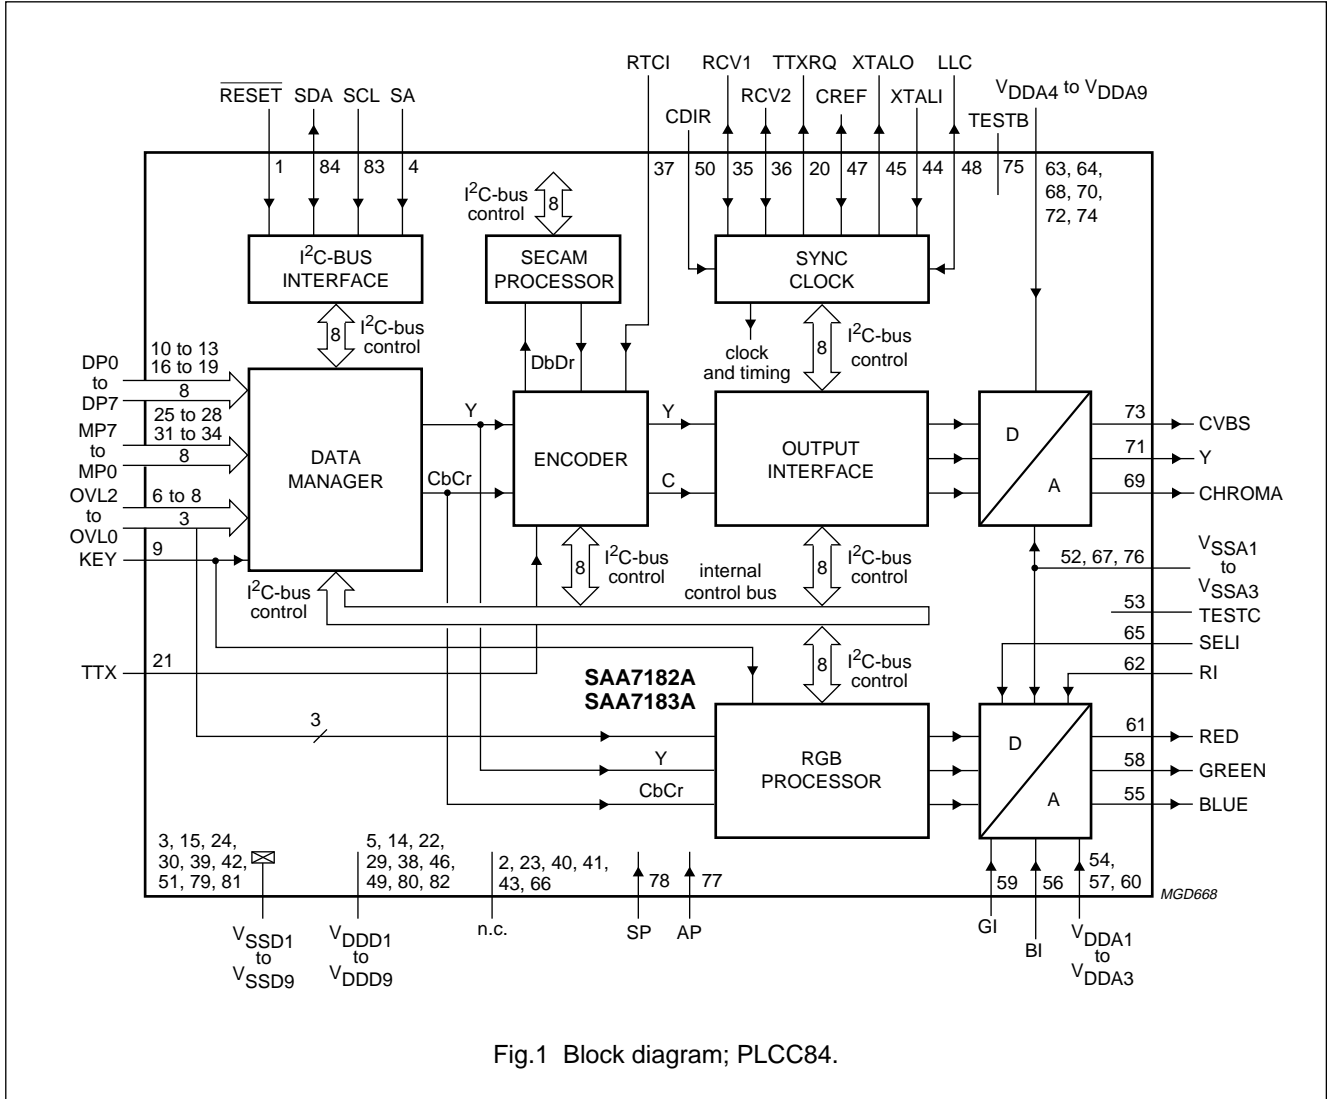 RTCI RCV1 TTXRQ XTALO LLC
RESET SDA SCL SA
RCV2 CREF XTALI
VDDA4 to VDDA9
CDIR TESTB
1 84 83 4
37 50 35 36 20 47 45 44 48 75
63, 64,
68, 70,
72, 74
I2C-bus
control
8
I2C-BUS
INTERFACE
SECAM
PROCESSOR
SYNC
CLOCK
8
I2C-bus
control
DbDr
clock
and timing
8
I2C-bus
control
DP0
to
DP7
10 to 13
16 to 19
8
MP7
to
MP0
25 to 28
31 to 34
8
OVL2
to
OVL0
6 to 8
3
KEY
9
DATA
MANAGER
Y
CbCr
ENCODER
Y
C
OUTPUT
INTERFACE
D
A
73
CVBS
71
Y
69
CHROMA
I2C-bus
control
8
I2C-bus
control
internal
control bus
8
I2C-bus
control
52, 67, 76
VSSA1
to
VSSA3
53
TESTC
65
SELI
62
RI
TTX
21
SAA7182A
SAA7183A
8
I2C-bus
control
3
Y
CbCr
RGB
PROCESSOR
D
A
61
RED
58
GREEN
55
BLUE
3, 15, 24,
30, 39, 42,
51, 79, 81
5, 14, 22,
29, 38, 46,
49, 80, 82
2, 23, 40, 41,
43, 66
78
77
59
56
54,
57, 60
MGD668
VSSD1
to
VSSD9
VDDD1
to
VDDD9
n.c.
SP
AP
GI
BI
VDDA1
to
VDDA3
Fig.1 Block diagram; PLCC84.